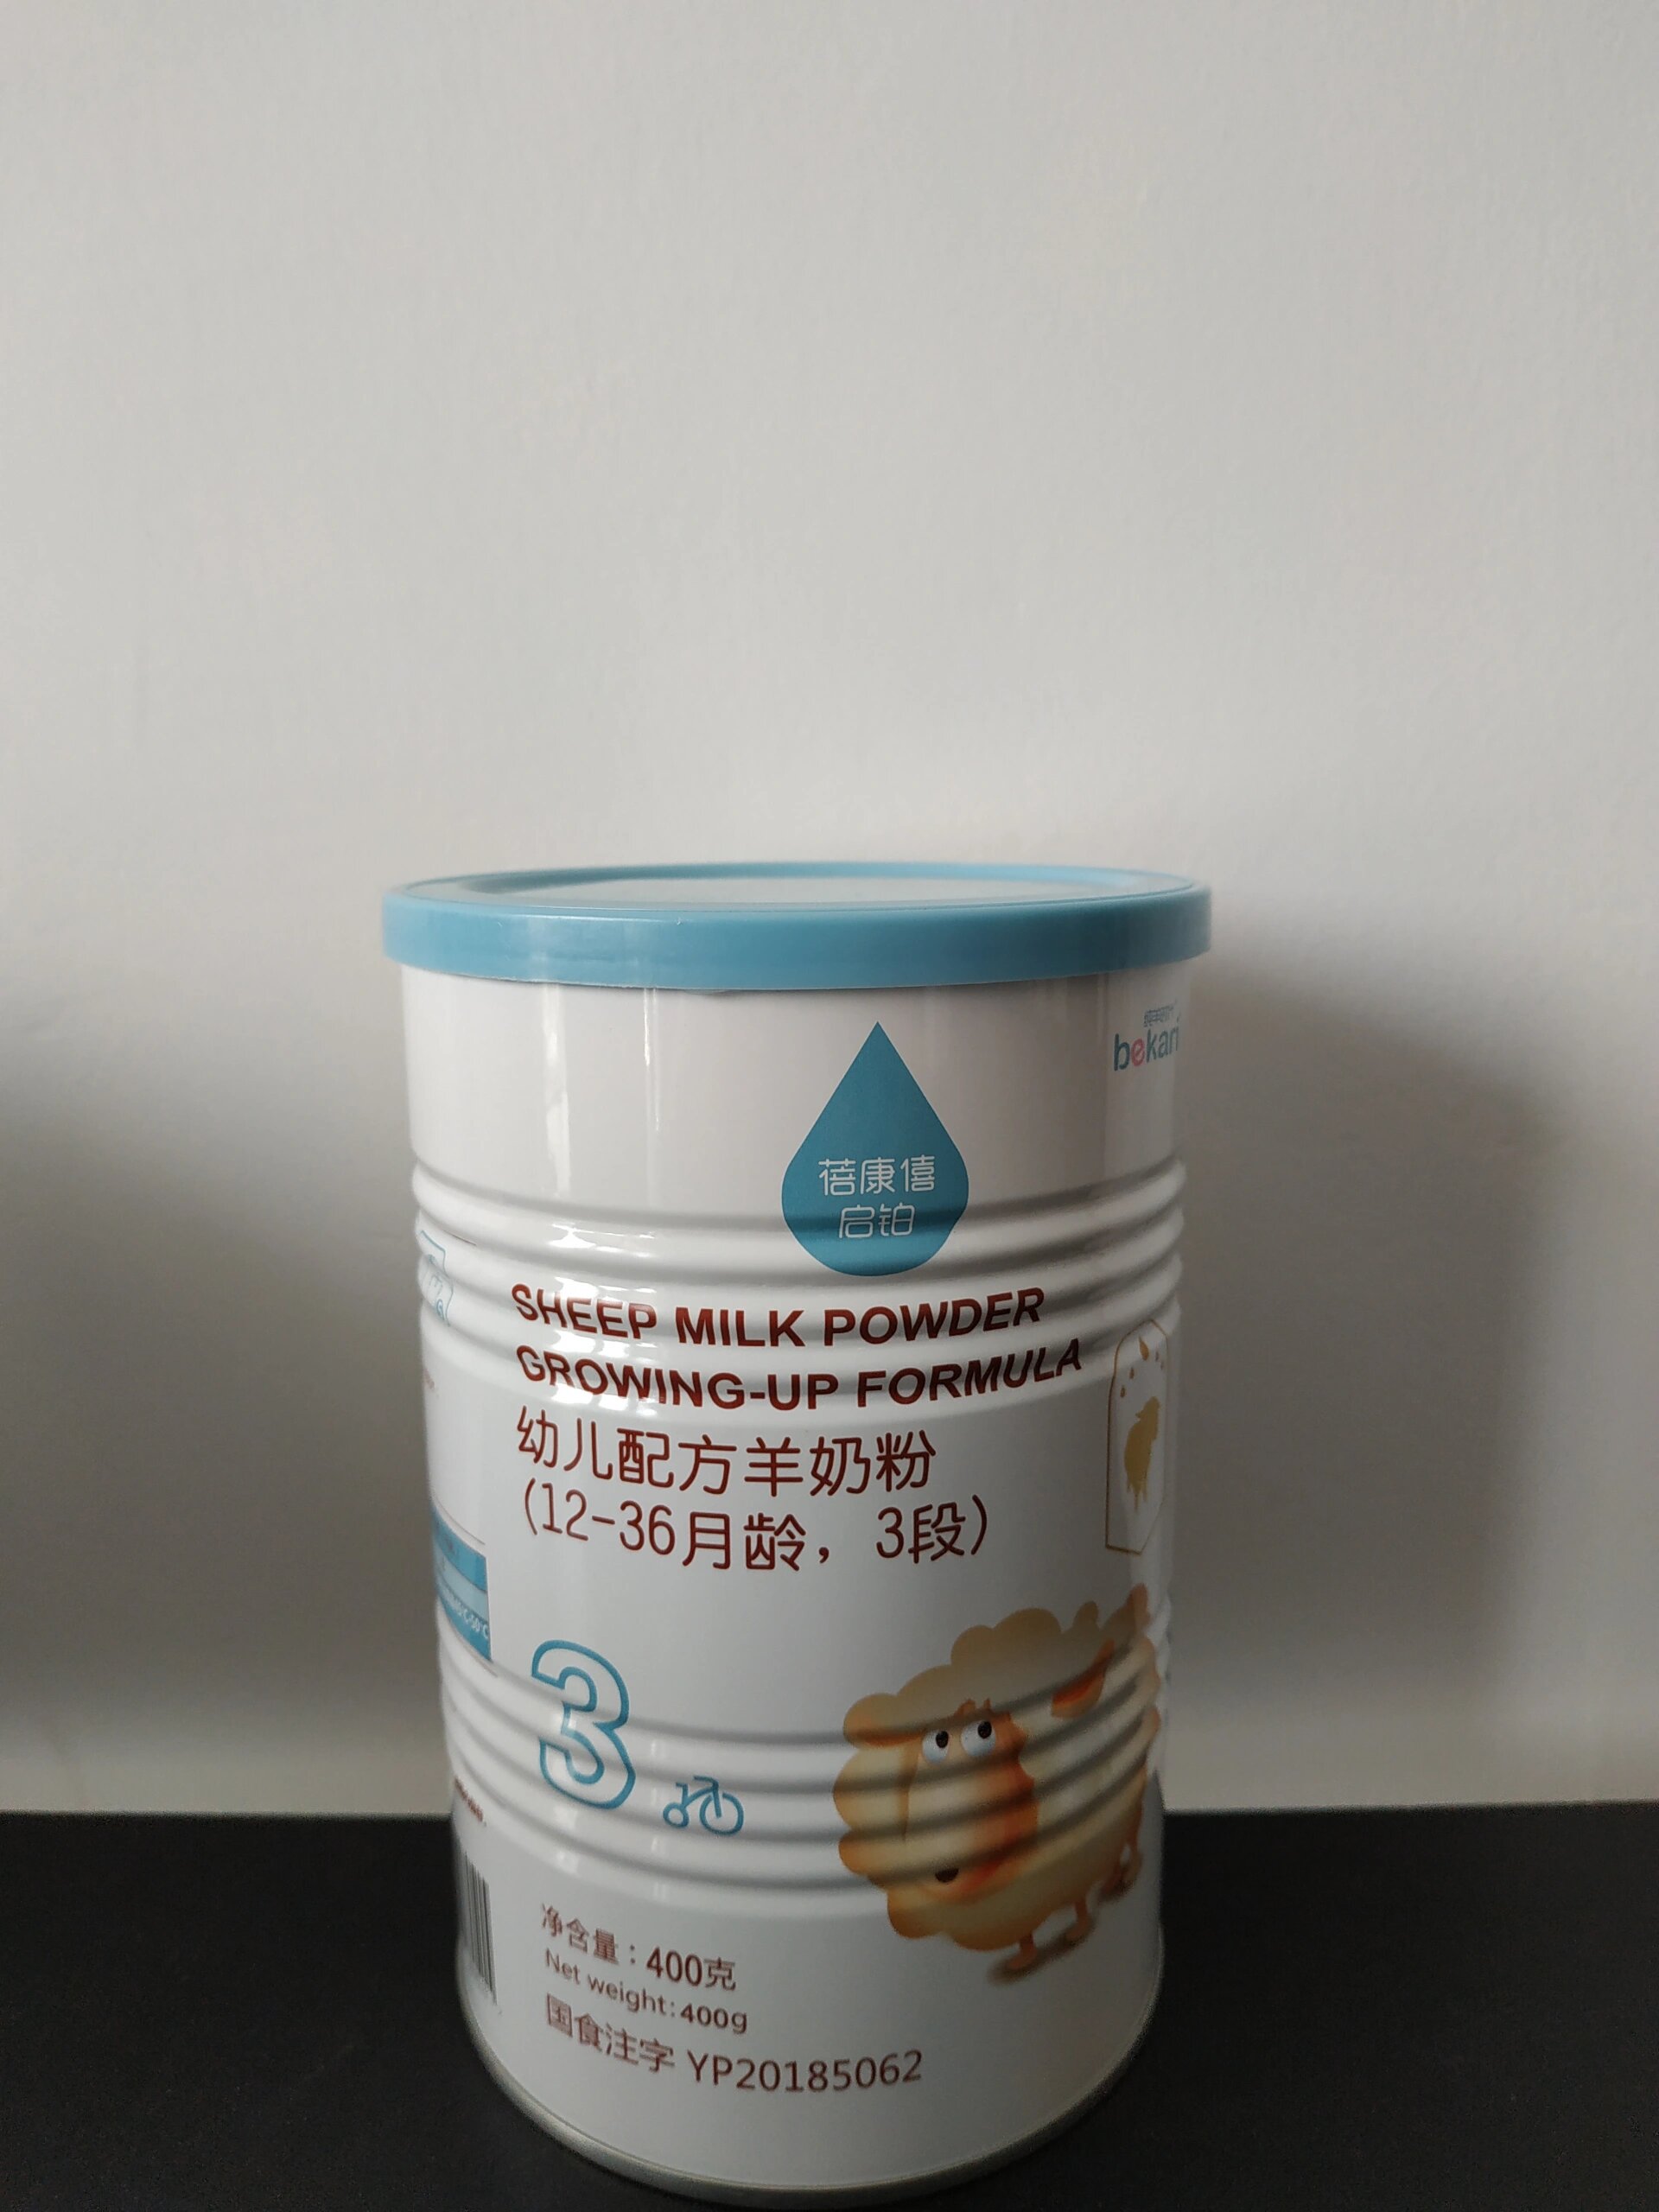 蓓康僖
启铂
SHEEP MILK POWDER
GROWING-UP FORMULA
幼儿配方羊奶粉
(12-36月龄，3段)
3
净含量：400克
Net weight:400g
国食注字 YP20185062